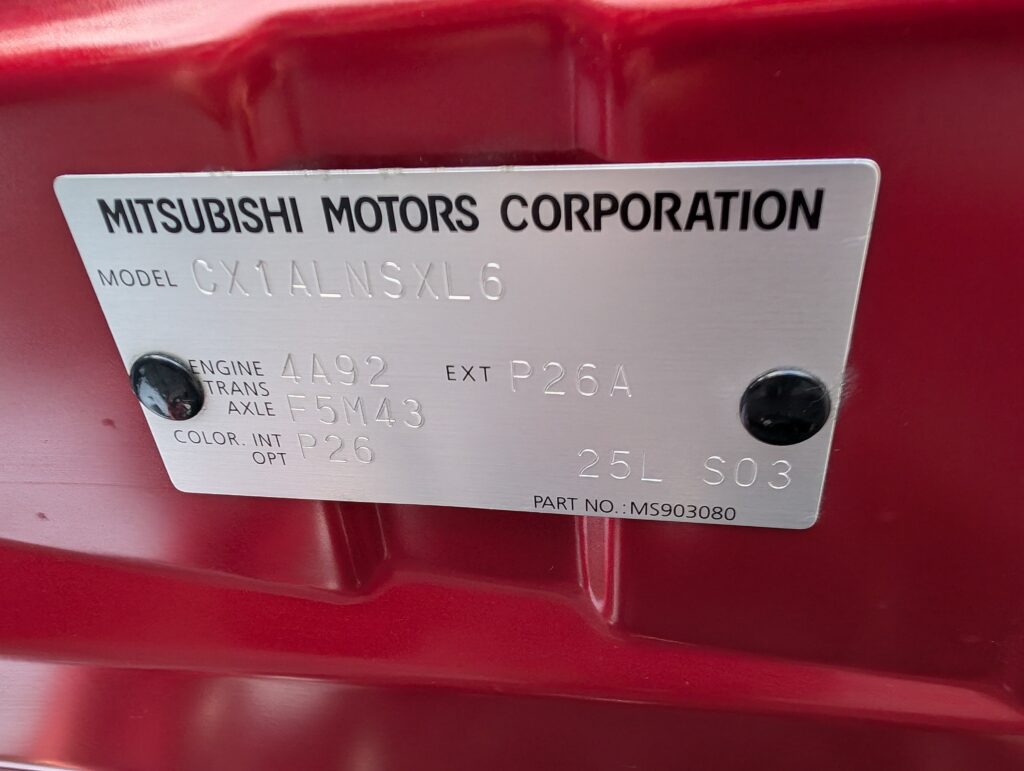 MITSUBISHI MOTORS CORPORATION
MODEL CX1ALNSXL6
ENGINE 4A92 EXT P26A
TRANS
AXLE F5M43
COLOR. INT P26
OPT
25L S03
PART NO.:MS903080